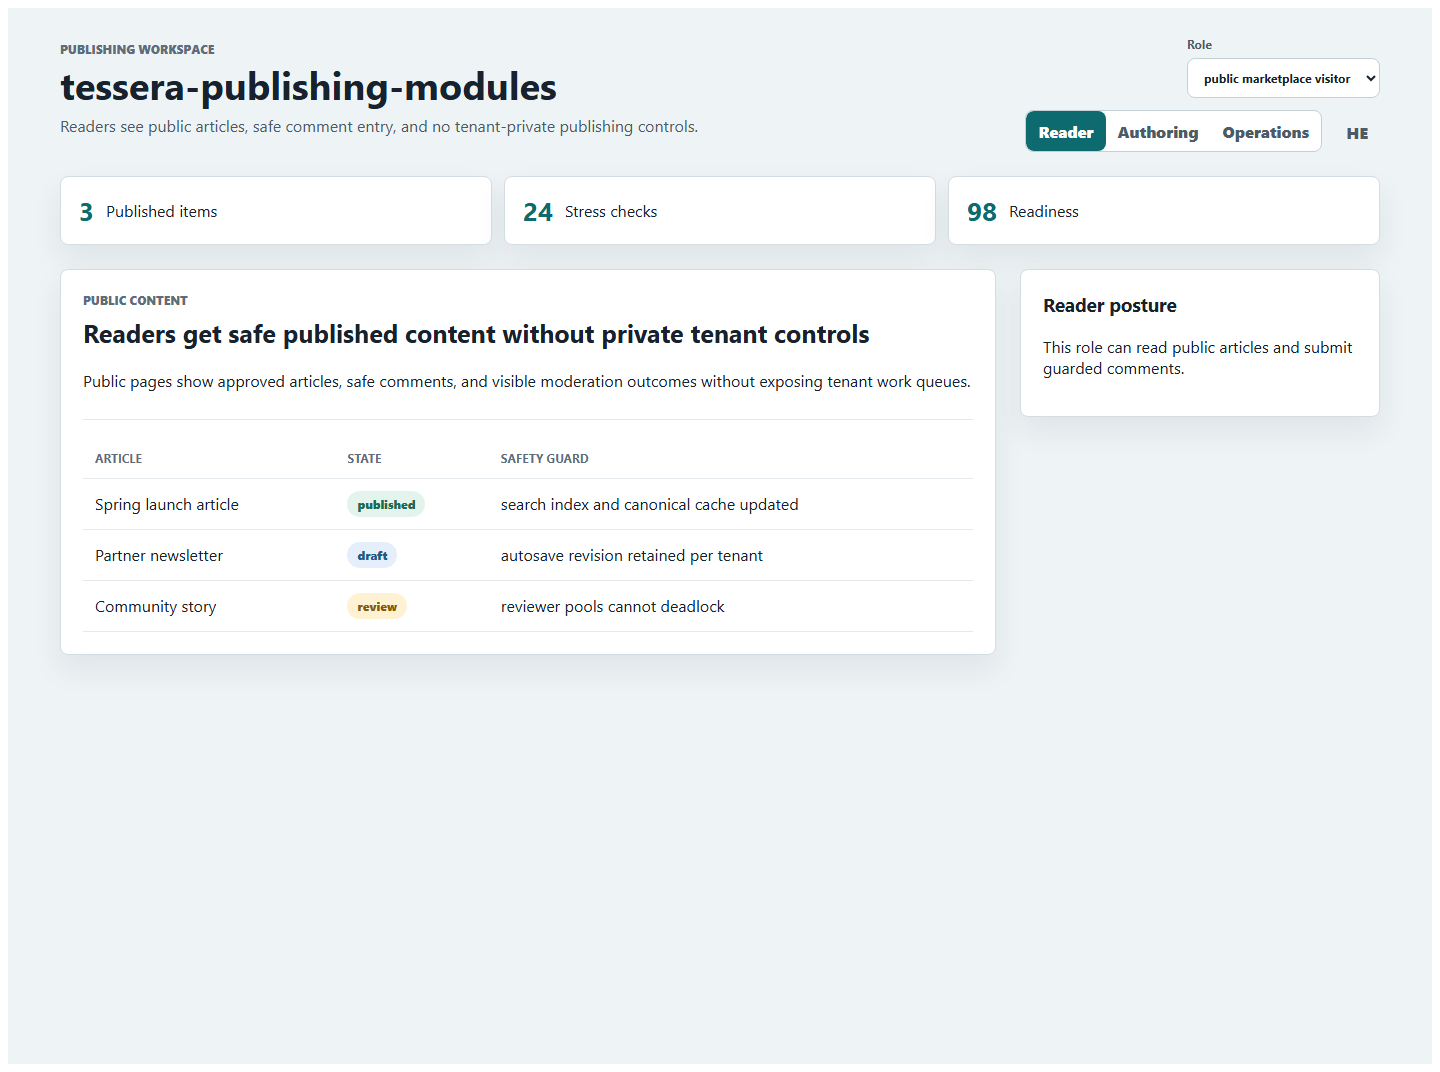 PUBLISHING WORKSPACE
tessera-publishing-modules
Readers see public articles, safe comment entry, and no tenant-private publishing controls.
Role
public marketplace visitor
Reader Authoring Operations HE
3 Published items
24 Stress checks
98 Readiness
PUBLIC CONTENT
Readers get safe published content without private tenant controls
Public pages show approved articles, safe comments, and visible moderation outcomes without exposing tenant work queues.
ARTICLE STATE SAFETY GUARD
Spring launch article published search index and canonical cache updated
Partner newsletter draft autosave revision retained per tenant
Community story review reviewer pools cannot deadlock
Reader posture
This role can read public articles and submit
guarded comments.